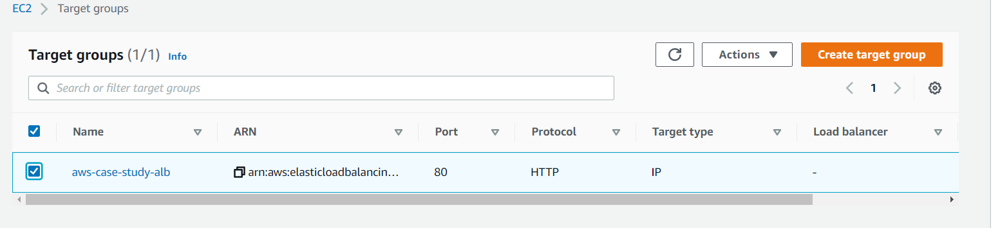 EC2 > Target groups
Target groups (1/1) Info
Actions
Create target group
Search or filter target groups
1
Name ARN Port Protocol Target type Load balancer
aws-case-study-alb arn:aws:elasticloadbalancin... 80 HTTP IP -